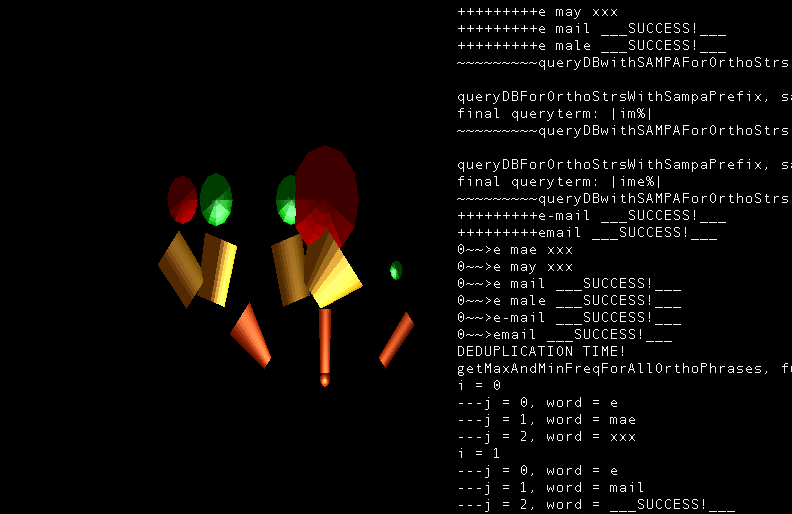 +++++++++e may xxx
+++++++++e mail ___SUCCESS!___
+++++++++e male ___SUCCESS!___
~~~~~~~~~queryDBwithSAMPAForOrthoStrs
queryDBForOrthoStrsWithSampaPrefix, sa
final queryterm: |im%|
~~~~~~~~~queryDBwithSAMPAForOrthoStrs
queryDBForOrthoStrsWithSampaPrefix, sa
final queryterm: |ime%|
~~~~~~~~~queryDBwithSAMPAForOrthoStrs
+++++++++e-mail ___SUCCESS!___
+++++++++email ___SUCCESS!___
0~~>e mae xxx
0~~>e may xxx
0~~>e mail ___SUCCESS!___
0~~>e male ___SUCCESS!___
0~~>e-mail ___SUCCESS!___
0~~>email ___SUCCESS!___
DEDUPLICATION TIME!
getMaxAndMinFreqForAllOrthoPhrases, fo
i = 0
---j = 0, word = e
---j = 1, word = mae
---j = 2, word = xxx
i = 1
---j = 0, word = e
---j = 1, word = mail
---j = 2, word = ___SUCCESS!___